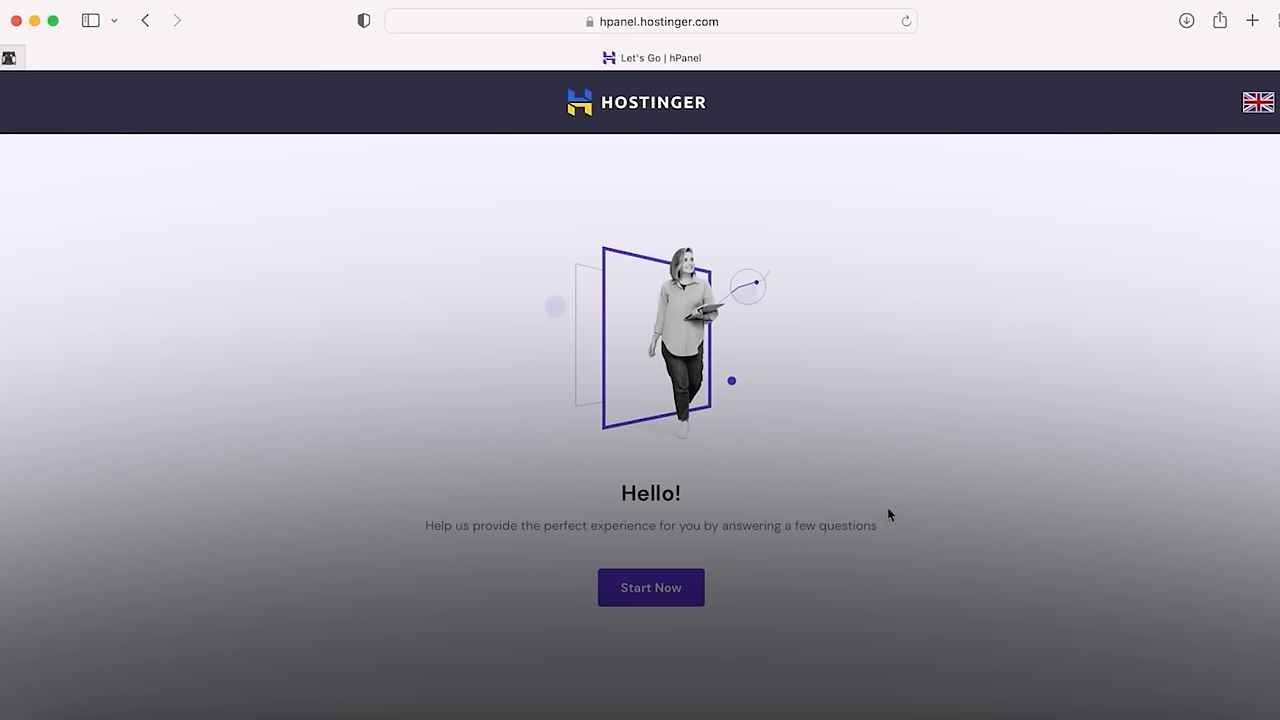 hpanel.hostinger.com
Let's Go | hPanel
HOSTINGER
Hello!
Help us provide the perfect experience for you by answering a few questions
Start Now